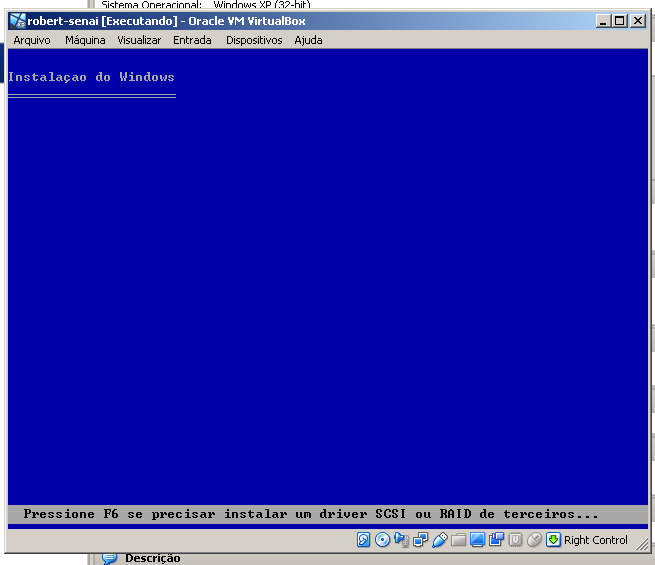 Sistema Operacional: Windows XP (32-bit)
robert-senai [Executando] - Oracle VM VirtualBox
Arquivo Máquina Visualizar Entrada Dispositivos Ajuda
Instalaçao do Windows
Pressione F6 se precisar instalar um driver SCSI ou RAID de terceiros...
Right Control
Descrição